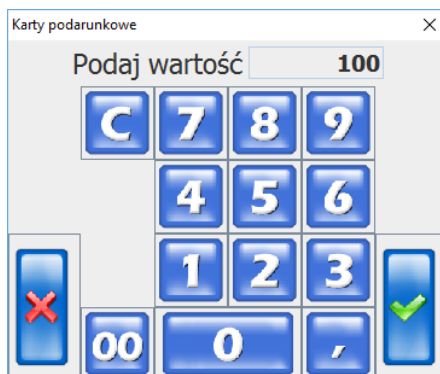 Karty podarunkowe
Podaj wartość 100
C 7 8 9
4 5 6
1 2 3
00 0 ,